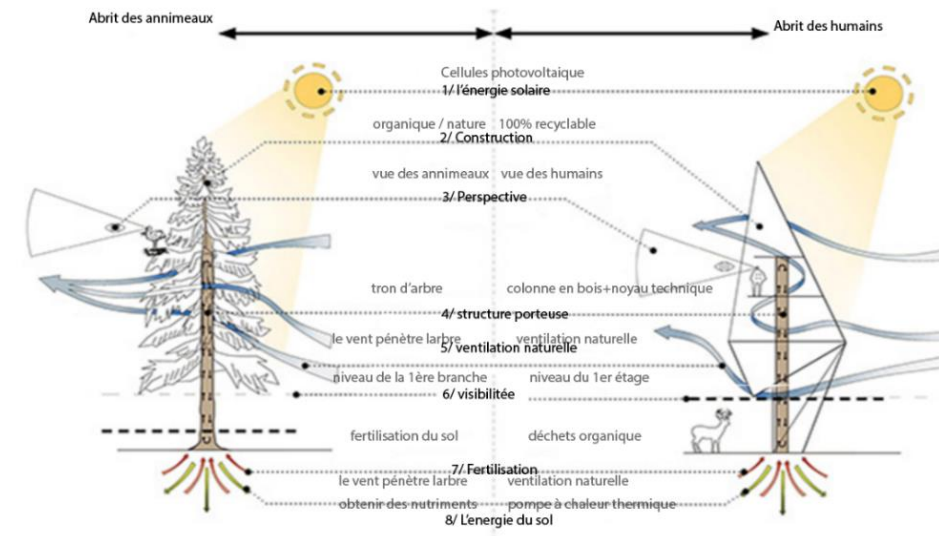 Abrit des annimeaux
Abrit des humains
Cellules photovoltaique
1/ l'énergie solaire
organique / nature 100% recyclable
2/ Construction
vue des annimeaux vue des humains
3/ Perspective
tron d'arbre colonne en bois+noyau technique
4/ structure porteuse
le vent pénètre larbre ventilation naturelle
5/ ventilation naturelle
niveau de la 1ère branche niveau du 1er étage
6/ visibilitée
fertilisation du sol déchets organique
7/ Fertilisation
le vent pénètre larbre ventilation naturelle
obtenir des nutriments pompe à chaleur thermique
8/ L'energie du sol